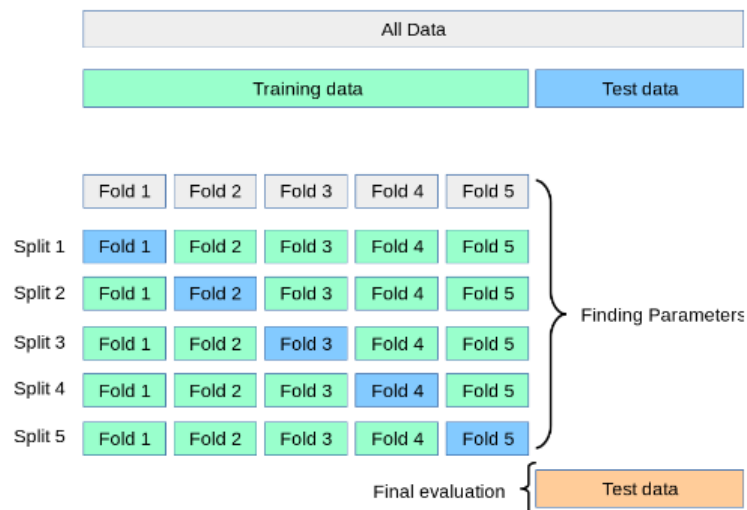 All Data
Training data Test data
Fold 1 Fold 2 Fold 3 Fold 4 Fold 5
Split 1 Fold 1 Fold 2 Fold 3 Fold 4 Fold 5
Split 2 Fold 1 Fold 2 Fold 3 Fold 4 Fold 5
Finding Parameters
Split 3 Fold 1 Fold 2 Fold 3 Fold 4 Fold 5
Split 4 Fold 1 Fold 2 Fold 3 Fold 4 Fold 5
Split 5 Fold 1 Fold 2 Fold 3 Fold 4 Fold 5
Final evaluation Test data